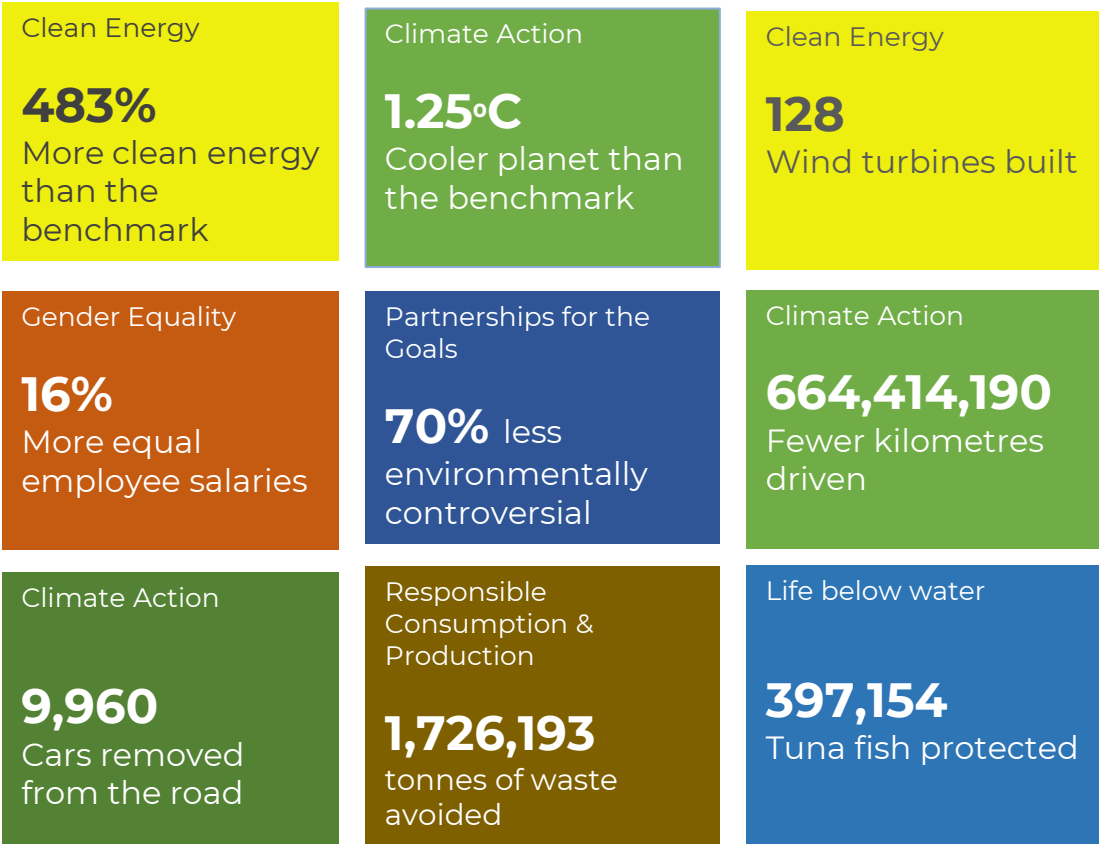 Clean Energy
483%
More clean energy
than the
benchmark
Climate Action
1.25ºC
Cooler planet than
the benchmark
Clean Energy
128
Wind turbines built
Gender Equality
16%
More equal
employee salaries
Partnerships for the
Goals
70% less
environmentally
controversial
Climate Action
664,414,190
Fewer kilometres
driven
Climate Action
9,960
Cars removed
from the road
Responsible
Consumption &
Production
1,726,193
tonnes of waste
avoided
Life below water
397,154
Tuna fish protected